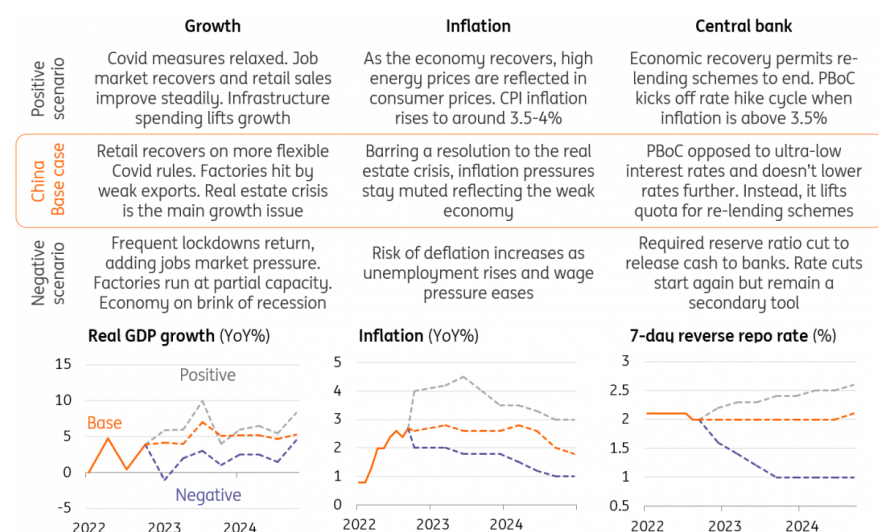 Growth
Inflation
Central bank
Positive
scenario
Covid measures relaxed. Job
market recovers and retail sales
improve steadily. Infrastructure
spending lifts growth
As the economy recovers, high
energy prices are reflected in
consumer prices. CPI inflation
rises to around 3.5-4%
Economic recovery permits re-
lending schemes to end. PBoC
kicks off rate hike cycle when
inflation is above 3.5%
China
Base case
Retail recovers on more flexible
Covid rules. Factories hit by
weak exports. Real estate crisis
is the main growth issue
Barring a resolution to the real
estate crisis, inflation pressures
stay muted reflecting the weak
economy
PBoC opposed to ultra-low
interest rates and doesn't lower
rates further. Instead, it lifts
quota for re-lending schemes
Negative
scenario
Frequent lockdowns return,
adding jobs market pressure.
Factories run at partial capacity.
Economy on brink of recession
Risk of deflation increases as
unemployment rises and wage
pressure eases
Required reserve ratio cut to
release cash to banks. Rate cuts
start again but remain a
secondary tool
Real GDP growth (YoY%)
15
10
5
0
-5
Positive
Base
Negative
2022
2023
2024
Inflation (YoY%)
5
4
3
2
1
0
2022
2023
2024
7-day reverse repo rate (%)
3
2.5
2
1.5
1
0.5
2022
2023
2024